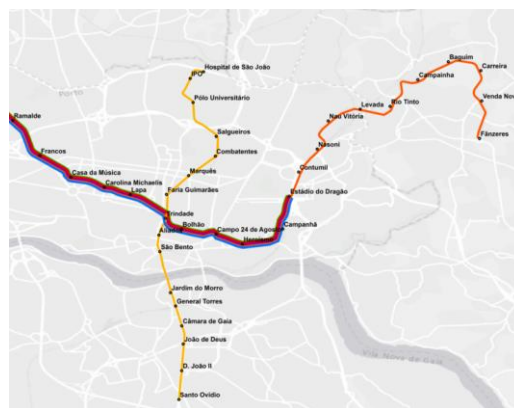 Hospital de São João
IPO
Baguim
Carreira
Campainha
Porto
Pólo Universitário
Venda Nov
Levada
Rio Tinto
Ramalde
Nau Vitória
Salgueiros
Fânzeres
Nasoni
Francos
Combatentes
Marquês
Contumil
Casa da Música
Carolina Michaelis
Lapa
Faria Guimarães
Estádio do Dragão
Trindade
Bolhão
Campo 24 de Agosto
Campanhã
Aliados
Heroísmo
São Bento
Jardim do Morro
General Torres
Câmara de Gaia
João de Deus
Vila Nova de Gaia
D. João II
Santo Ovídio